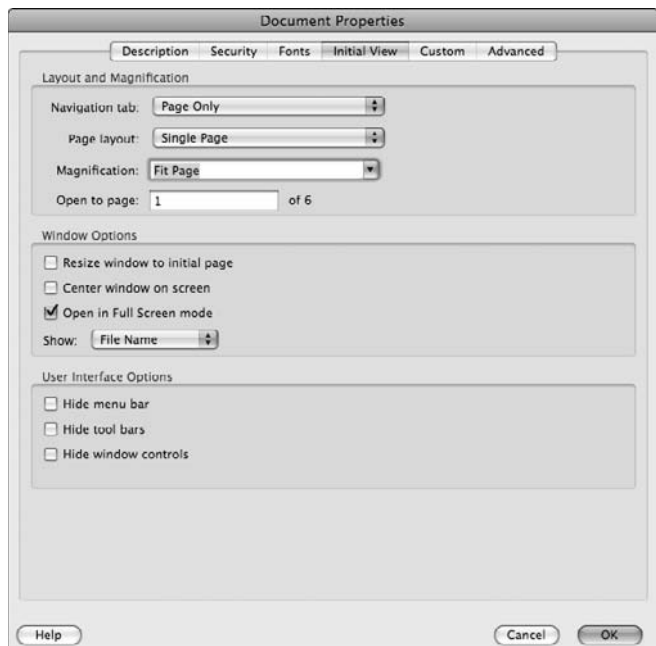 Document Properties
Description Security Fonts Initial View Custom Advanced
Layout and Magnification
Navigation tab: Page Only
Page layout: Single Page
Magnification: Fit Page
Open to page: 1 of 6
Window Options
Resize window to initial page
Center window on screen
Open in Full Screen mode
Show: File Name
User Interface Options
Hide menu bar
Hide tool bars
Hide window controls
Help Cancel OK